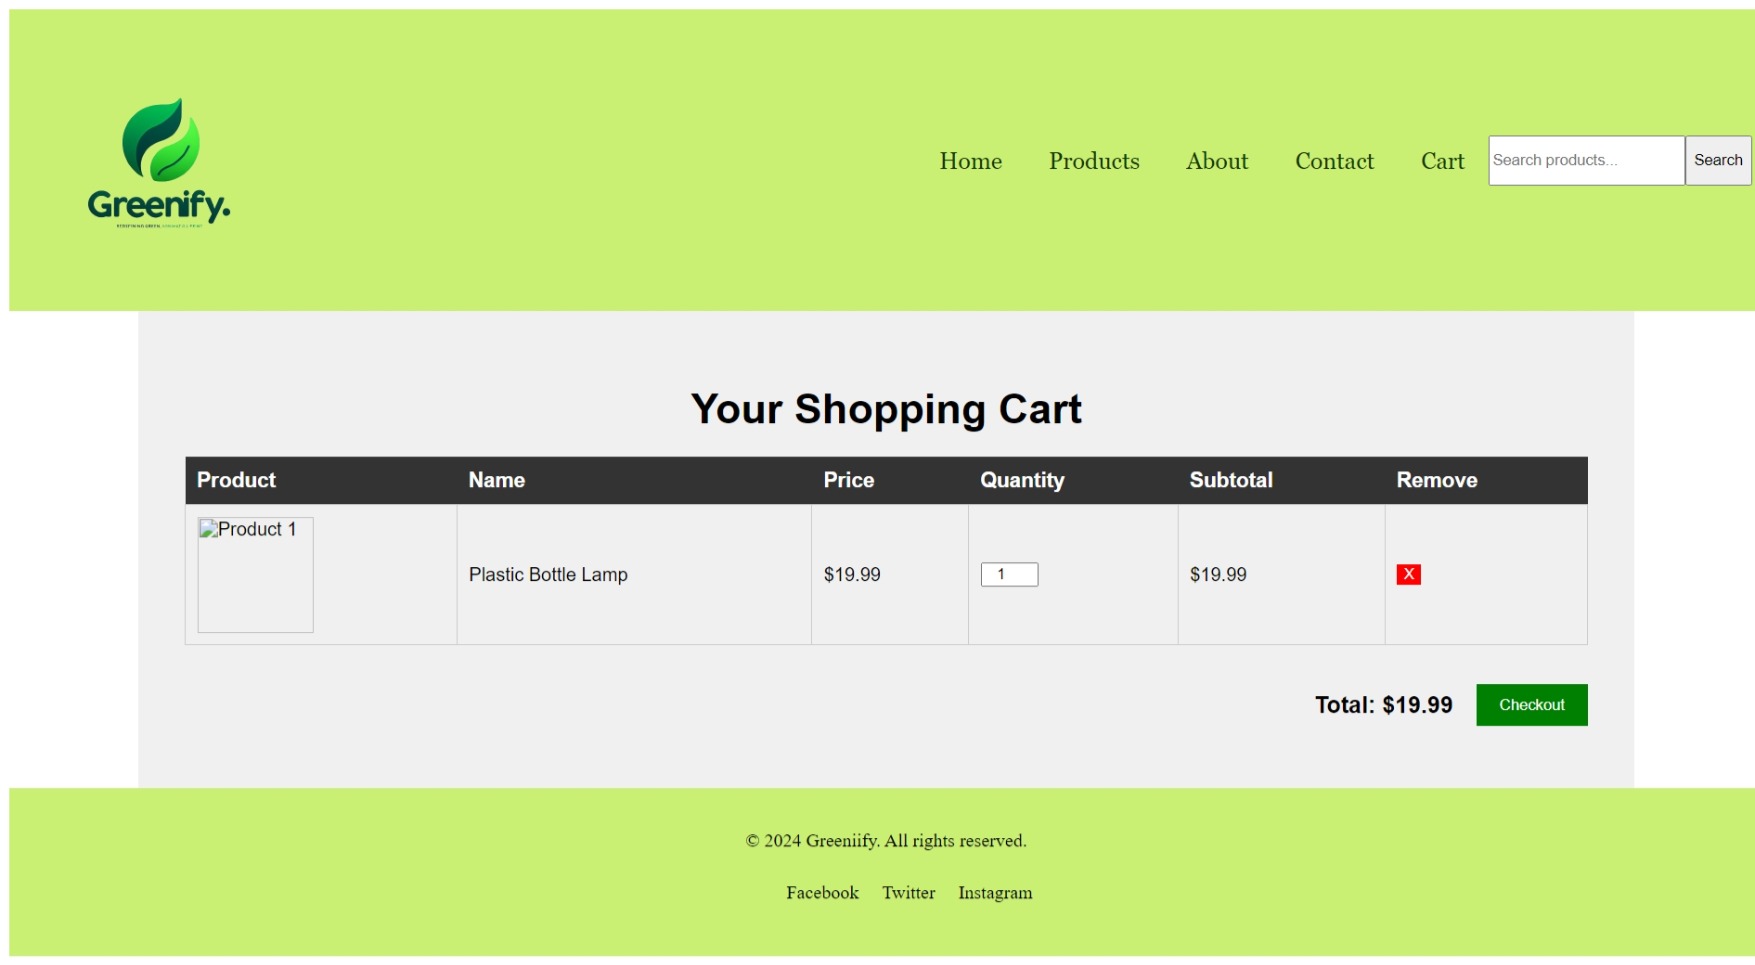 Greenify.
Home Products About Contact Cart Search products... Search
Your Shopping Cart
Product Name Price Quantity Subtotal Remove
Product 1
Plastic Bottle Lamp $19.99 1 $19.99 X
Total: $19.99 Checkout
© 2024 Greeniify. All rights reserved.
Facebook Twitter Instagram